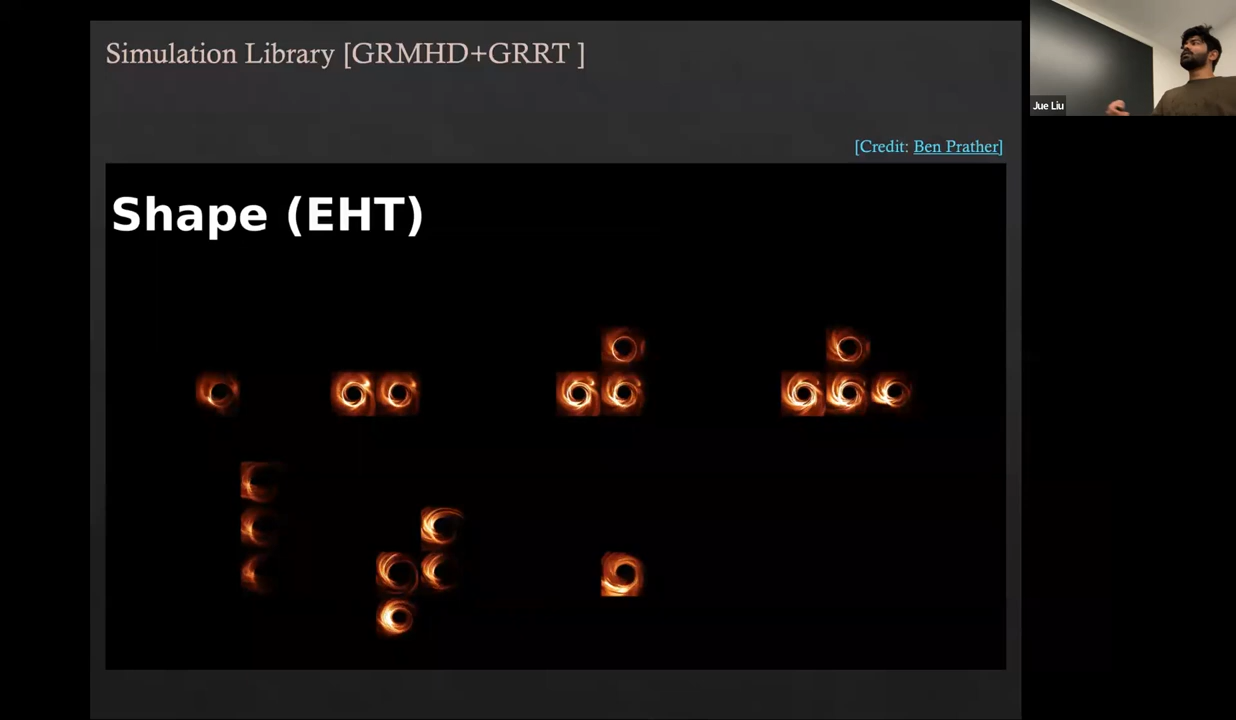 Simulation Library [GRMHD+GRRT ]
Jue Liu
[Credit: Ben Prather]
Shape (EHT)